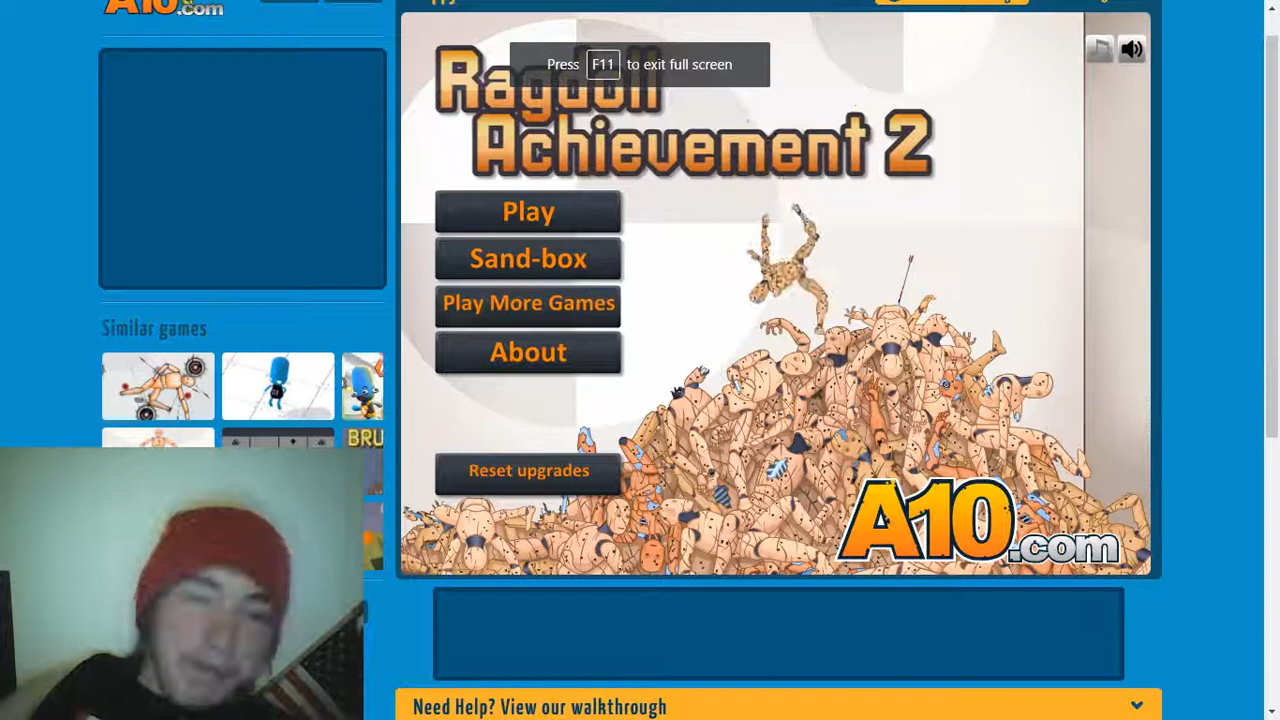 A10
.com
Press F11 to exit full screen
Ragdoll
Achievement 2
Play
Sand-box
Play More Games
About
Reset upgrades
Similar games
BRU
A10
.com
Need Help? View our walkthrough